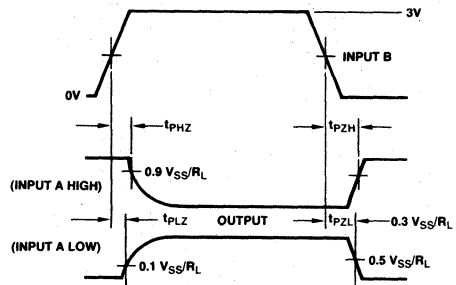 3V
INPUT B
0V
tPHZ
tPZH
0.9 VSS/RL
(INPUT A HIGH)
tPLZ
OUTPUT
tPZL
0.3 VSS/RL
(INPUT A LOW)
0.1 VSS/RL
0.5 VSS/RL